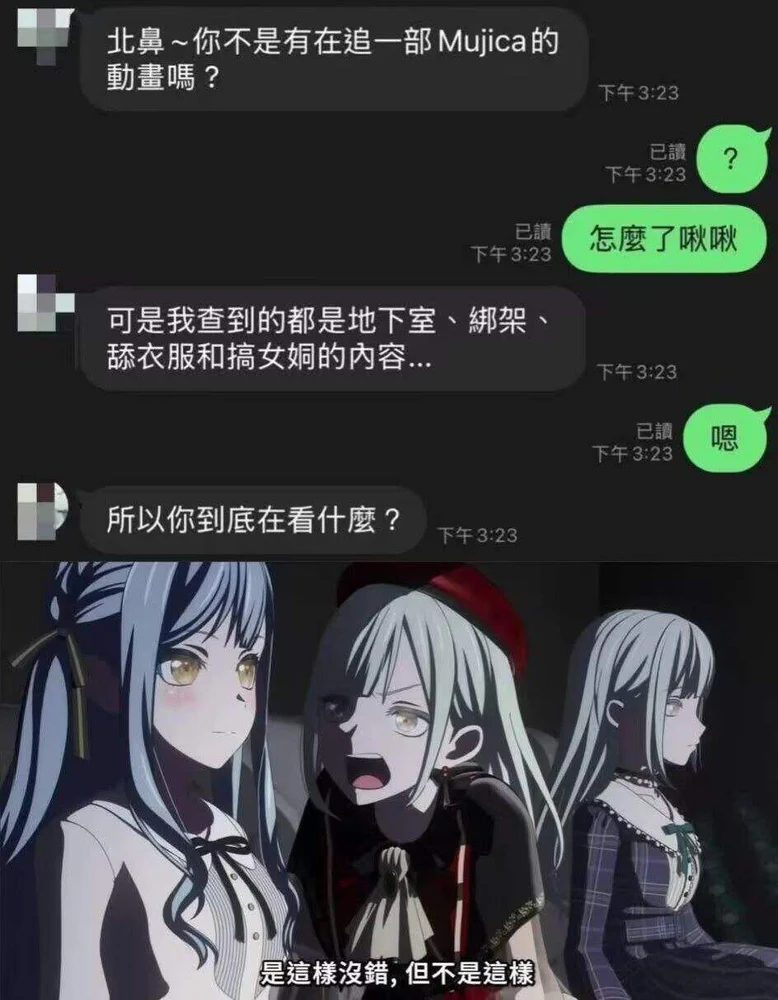 北鼻~你不是有在追一部Mujica的
動畫嗎？
下午3:23
？
已讀
下午3:23
怎麼了啾啾
已讀
下午3:23
可是我查到的都是地下室、綁架、
舔衣服和搞女姛的內容...
下午3:23
嗯
已讀
下午3:23
所以你到底在看什麼？
下午3:23
是這樣沒錯, 但不是這樣